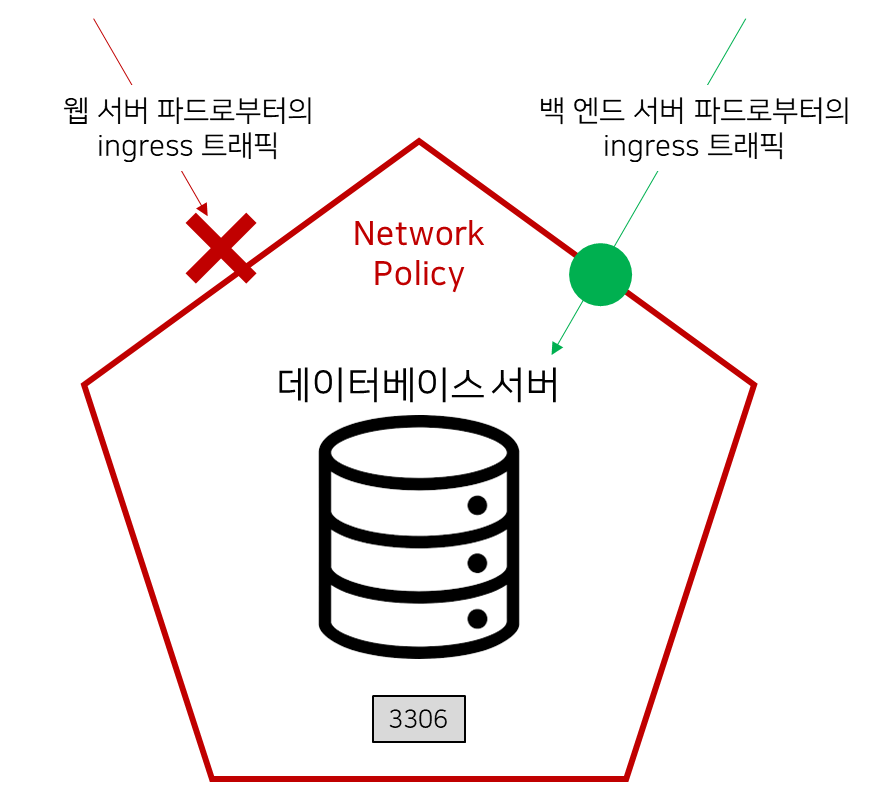 웹 서버 파드로부터의
ingress 트래픽
백 엔드 서버 파드로부터의
ingress 트래픽
Network
Policy
데이터베이스 서버
3306